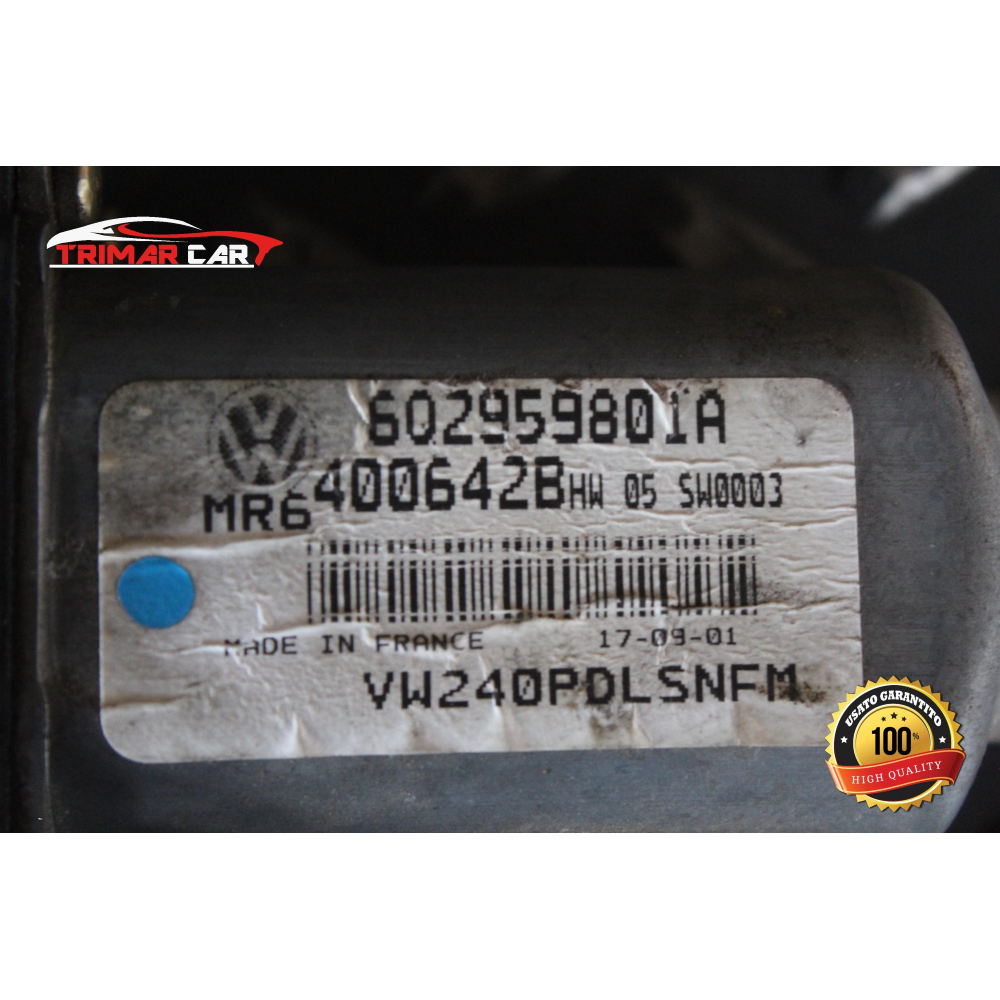 TRIMAR CAR
6Q2959801A
MR6400642B HW 05 SW0003
MADE IN FRANCE 17-09-01
VW240PDLSNFM
USATO GARANTITO
100%
HIGH QUALITY